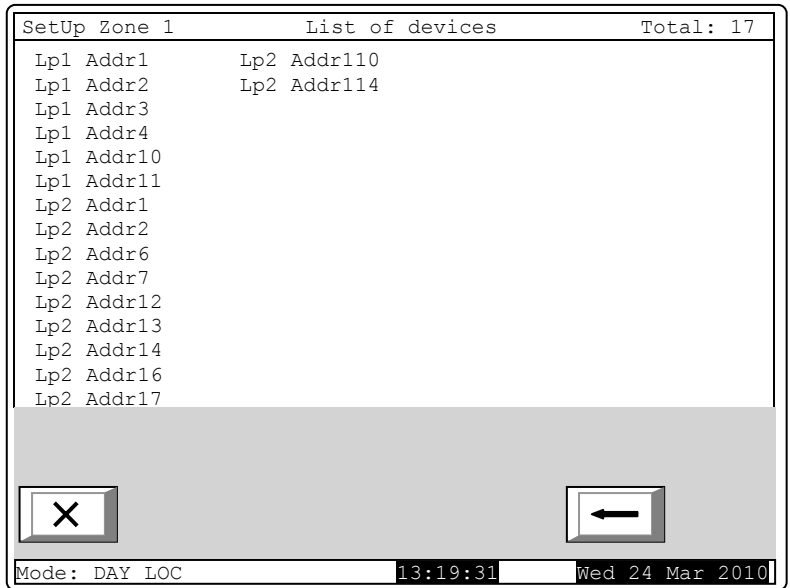 SetUp Zone 1 List of devices Total: 17
Lp1 Addr1 Lp2 Addr110
Lp1 Addr2 Lp2 Addr114
Lp1 Addr3
Lp1 Addr4
Lp1 Addr10
Lp1 Addr11
Lp2 Addr1
Lp2 Addr2
Lp2 Addr6
Lp2 Addr7
Lp2 Addr12
Lp2 Addr13
Lp2 Addr14
Lp2 Addr16
Lp2 Addr17
Mode: DAY LOC 13:19:31 Wed 24 Mar 2010